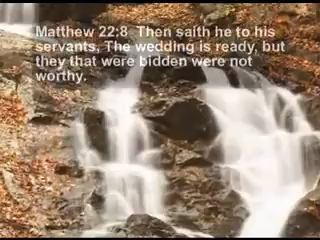 Matthew 22:8  Then saith he to his
servants, The wedding is ready, but
they that were bidden were not
worthy.